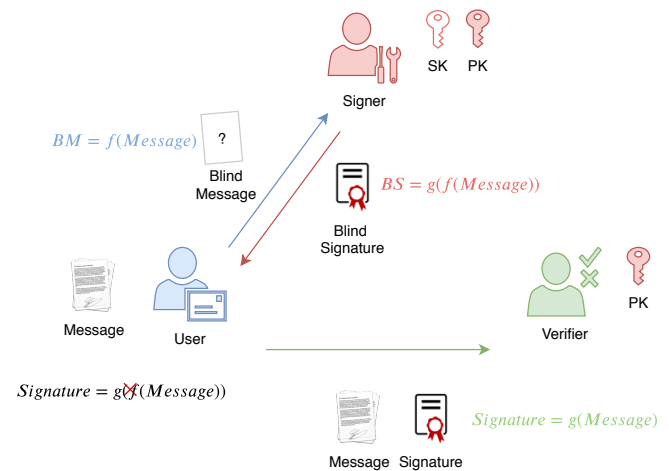 SK PK
Signer
BM = f(Message)
?
Blind
Message
BS = g(f(Message))
Blind
Signature
Message
User
PK
Verifier
Signature = g(f(Message))
Signature = g(Message)
Message Signature